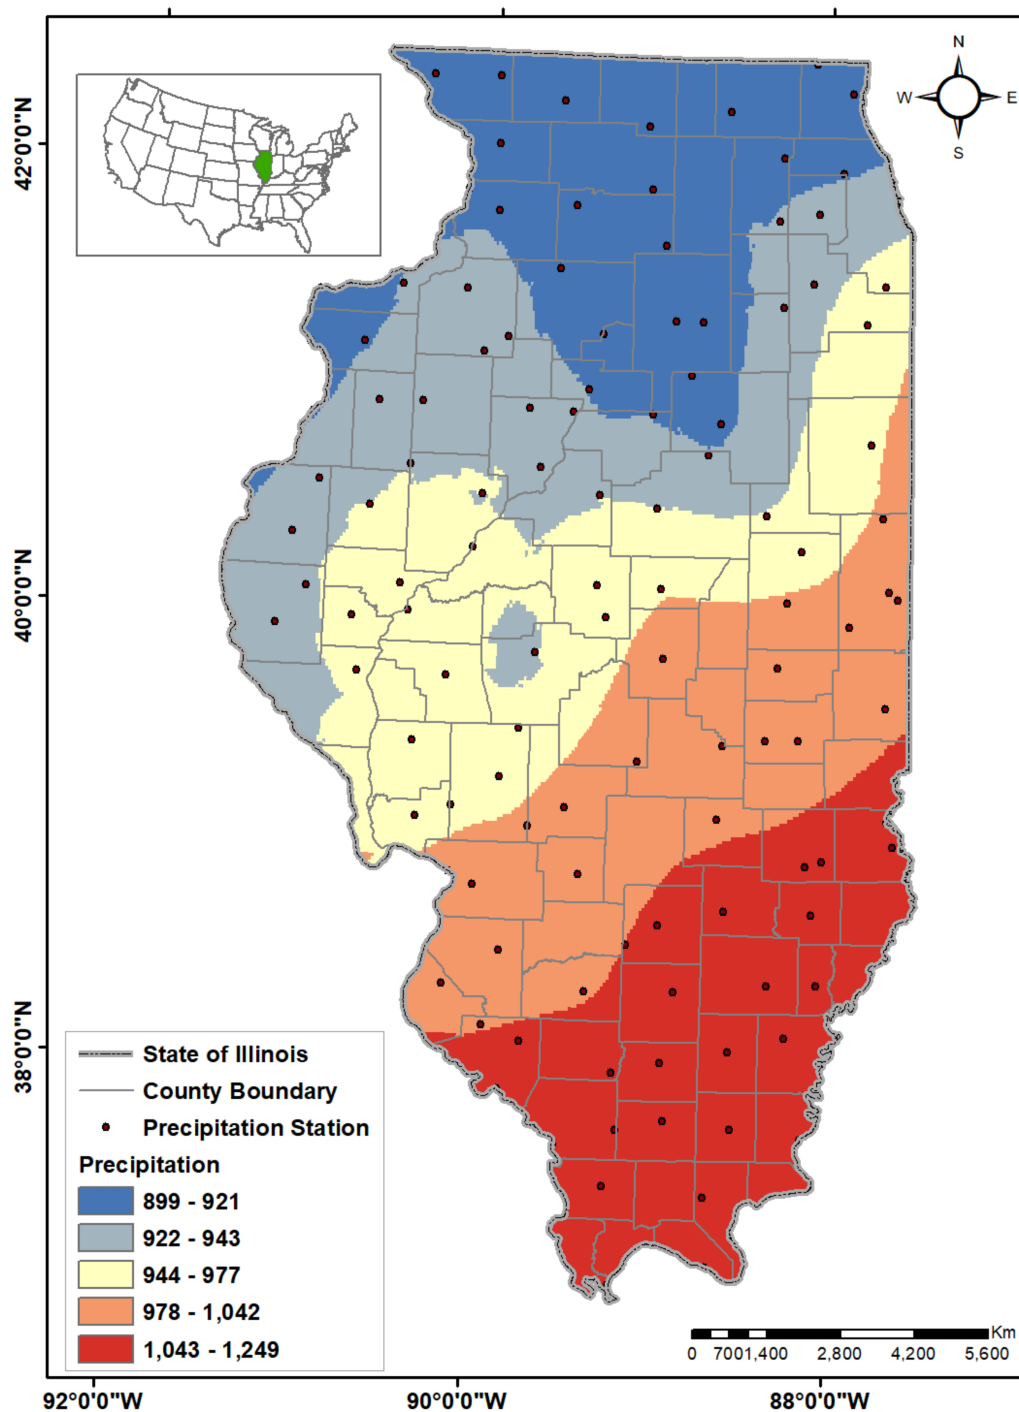 N
W E
S
42°0'0"N
40°0'0"N
38°0'0"N
State of Illinois
County Boundary
Precipitation Station
Precipitation
899 - 921
922 - 943
944 - 977
978 - 1,042
1,043 - 1,249
Km
0 7001,400 2,800 4,200 5,600
92°0'0"W 90°0'0"W 88°0'0"W